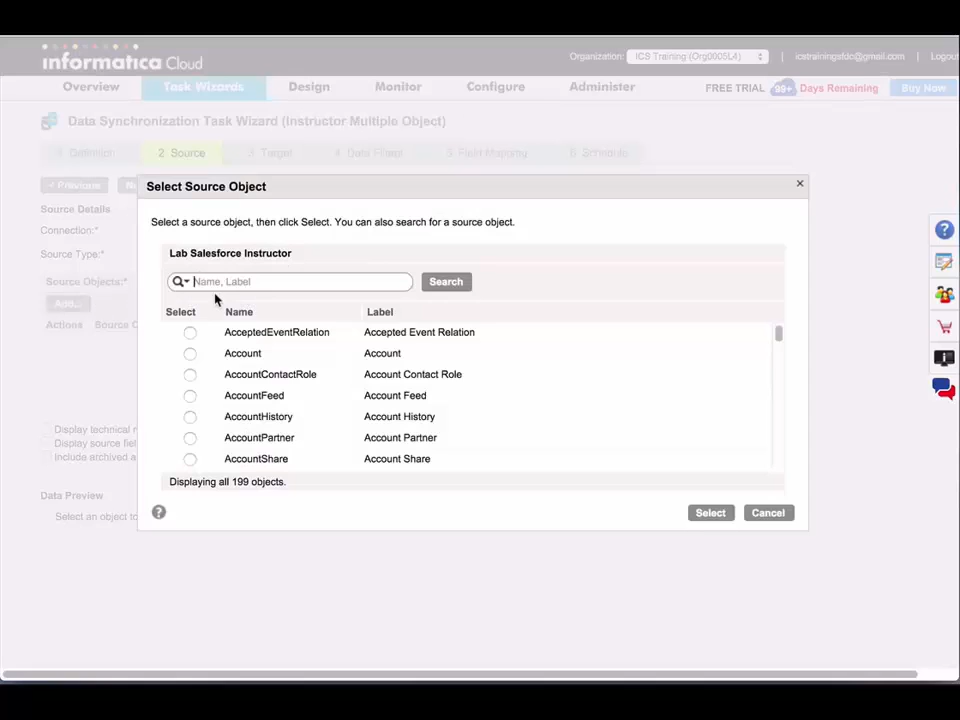 informatica Cloud
Organization: ICS Training (Org0005L4) | icstrainingsfdc@gmail.com | Logout
Overview Task Wizards Design Monitor Configure Administer FREE TRIAL 99+ Days Remaining Buy Now
Data Synchronization Task Wizard (Instructor Multiple Object)
1 Definition 2 Source 3 Target 4 Data Filters 5 Field Mapping 6 Schedule
< Previous
Select Source Object
Source Details
Select a source object, then click Select. You can also search for a source object.
Connection:*
Source Type:*
Lab Salesforce Instructor
Source Objects:*
Name, Label Search
Add...
Select Name Label
Actions Source
AcceptedEventRelation Accepted Event Relation
Account Account
AccountContactRole Account Contact Role
AccountFeed Account Feed
AccountHistory Account History
Display technical
AccountPartner Account Partner
Display source
Include archived
AccountShare Account Share
Displaying all 199 objects.
Data Preview
Select an object to
Select Cancel